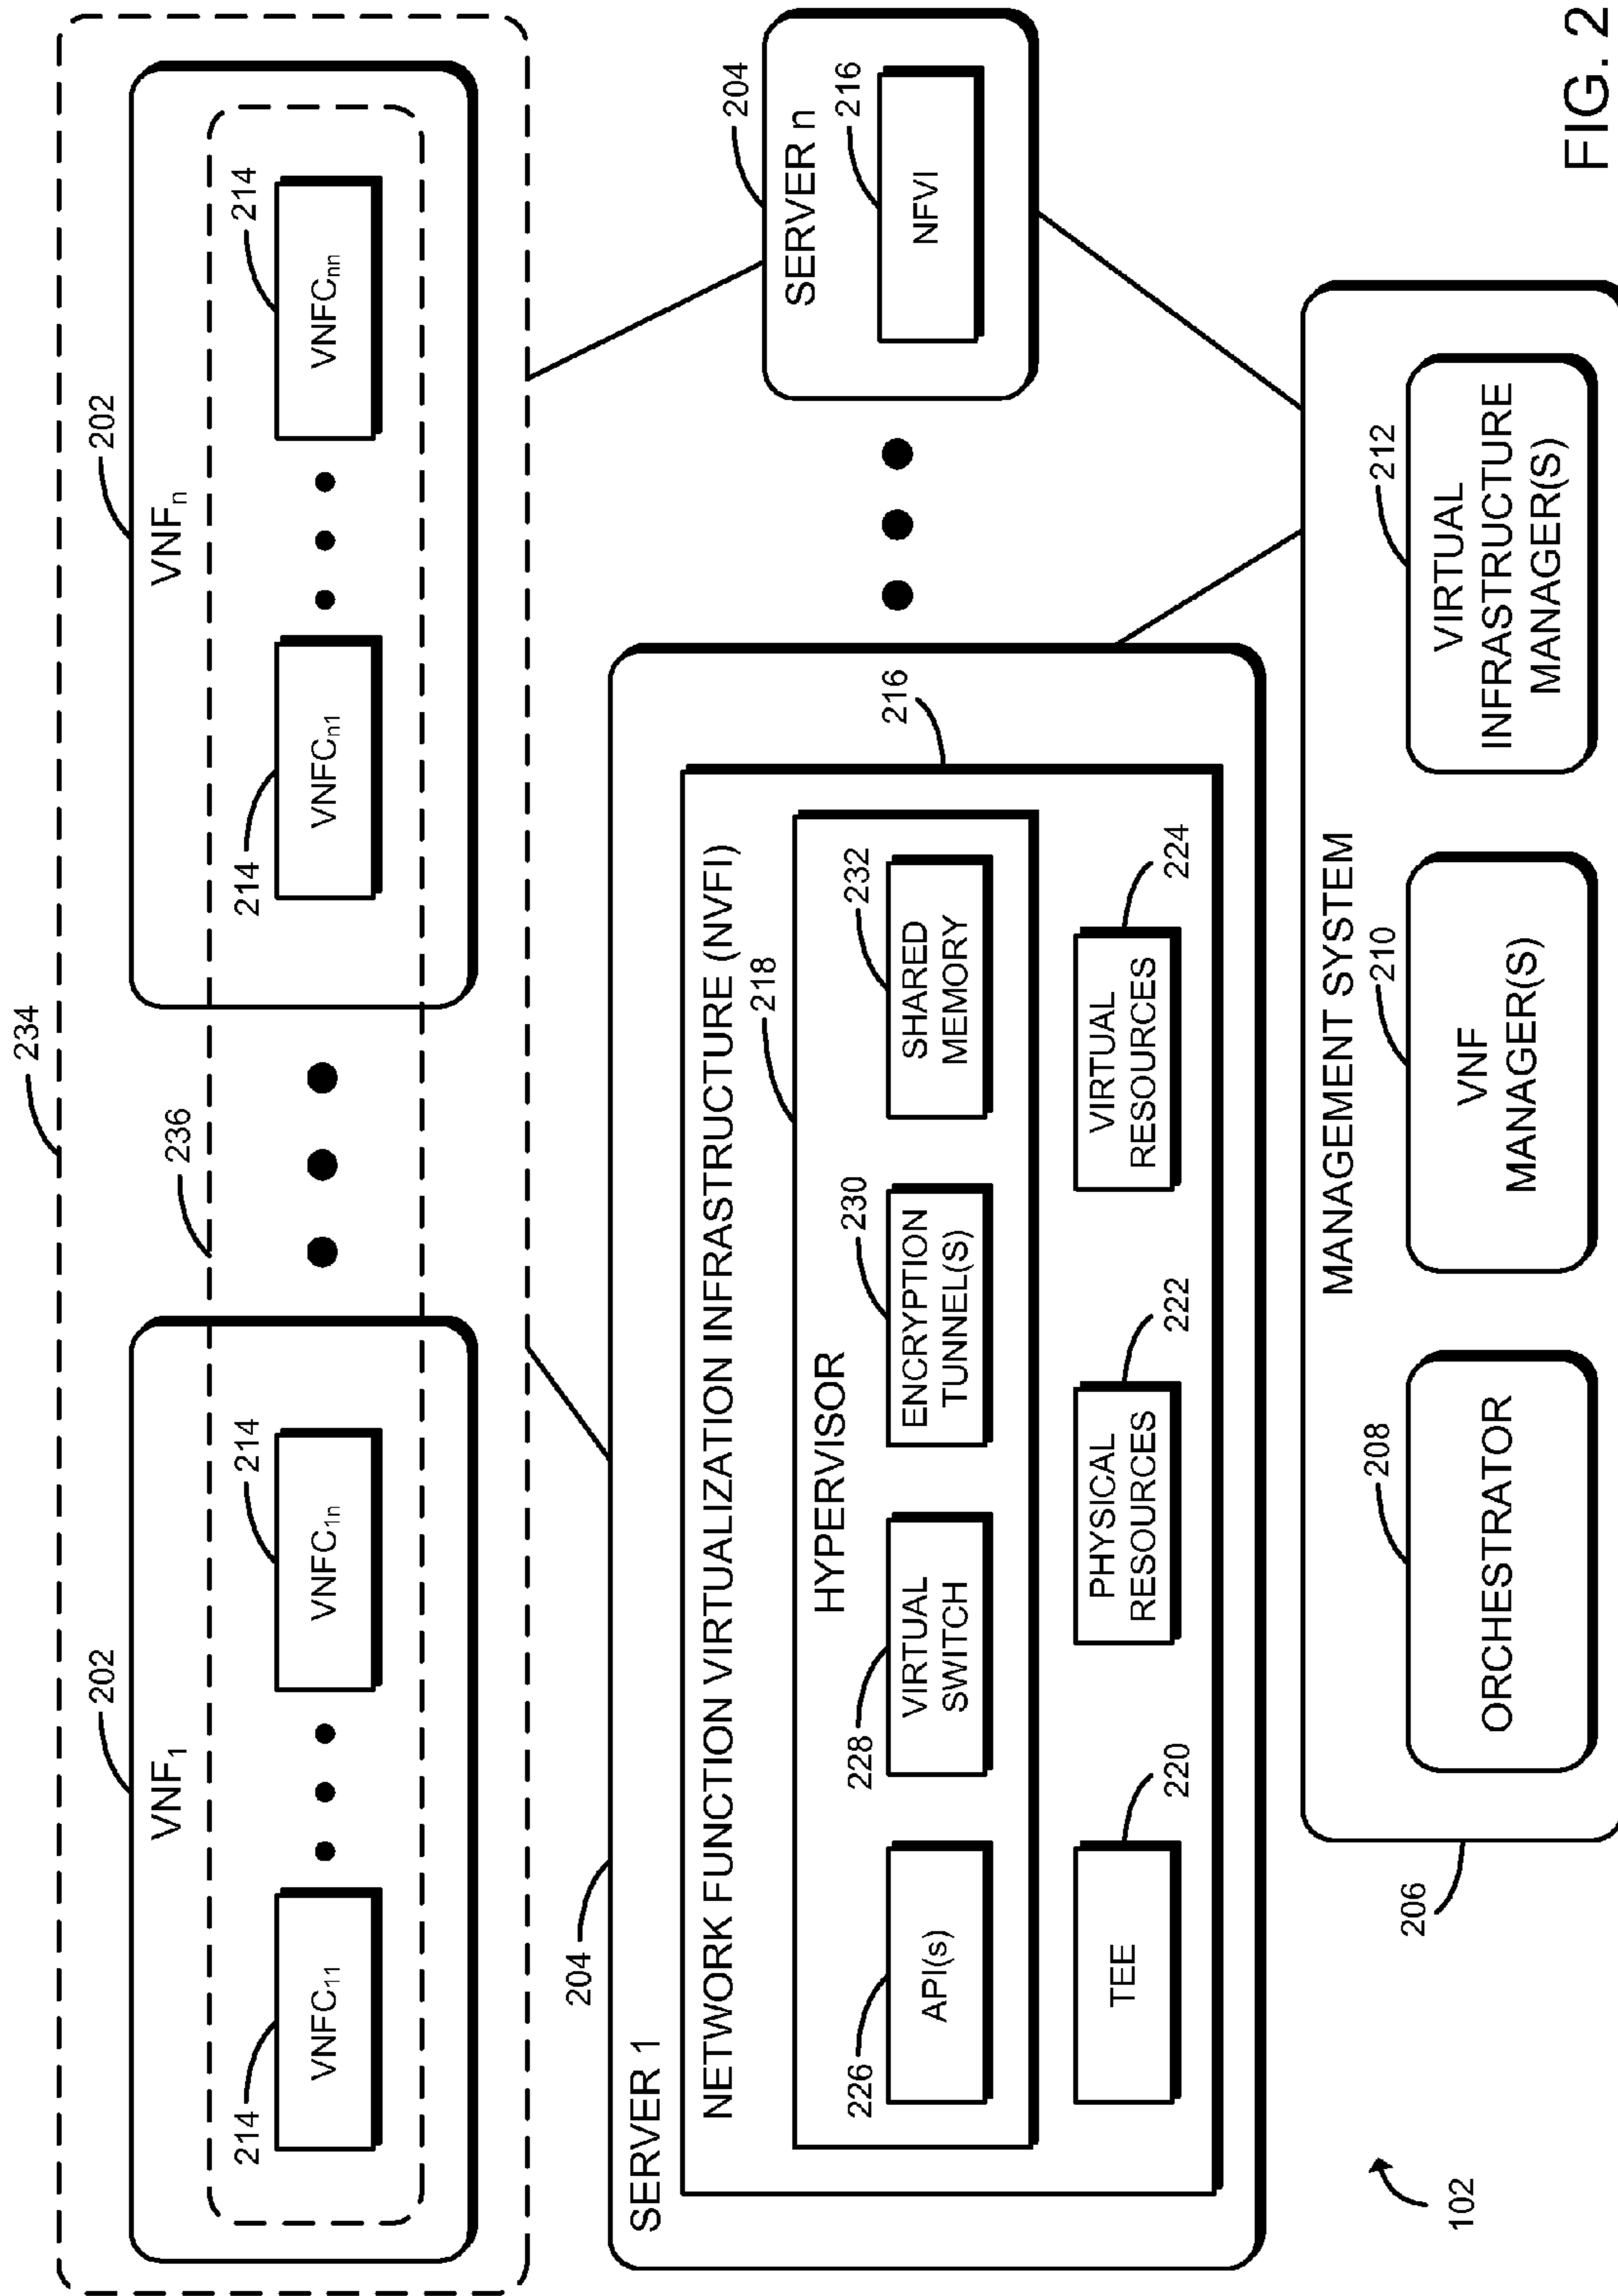 234
202
VNF1
236
202
VNFn
214
VNFC11
214
VNFC1n
214
VNFCn1
214
VNFCnn
204
SERVER 1
NETWORK FUNCTION VIRTUALIZATION INFRASTRUCTURE (NVFI)
216
218
HYPERVISOR
226
API(s)
228
VIRTUAL
SWITCH
230
ENCRYPTION
TUNNEL(S)
232
SHARED
MEMORY
TEE
220
PHYSICAL
RESOURCES
222
VIRTUAL
RESOURCES
224
204
SERVER n
216
NFVI
206
MANAGEMENT SYSTEM
208
ORCHESTRATOR
210
VNF
MANAGER(S)
212
VIRTUAL
INFRASTRUCTURE
MANAGER(S)
102
FIG. 2